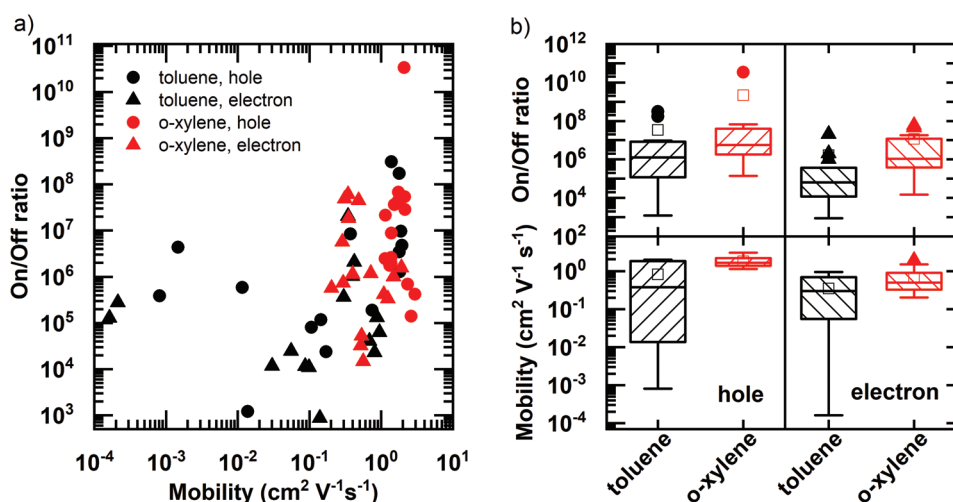 a)
On/Off ratio
10¹¹
10¹⁰
10⁹
10⁸
10⁷
10⁶
10⁵
10⁴
10³
toluene, hole
toluene, electron
o-xylene, hole
o-xylene, electron
10⁻⁴ 10⁻³ 10⁻² 10⁻¹ 10⁰ 10¹
Mobility (cm² V⁻¹s⁻¹)
b)
On/Off ratio
10¹²
10¹⁰
10⁸
10⁶
10⁴
10²
Mobility (cm² V⁻¹ s⁻¹)
10⁰
10⁻¹
10⁻²
10⁻³
10⁻⁴
hole electron
toluene o-xylene toluene o-xylene